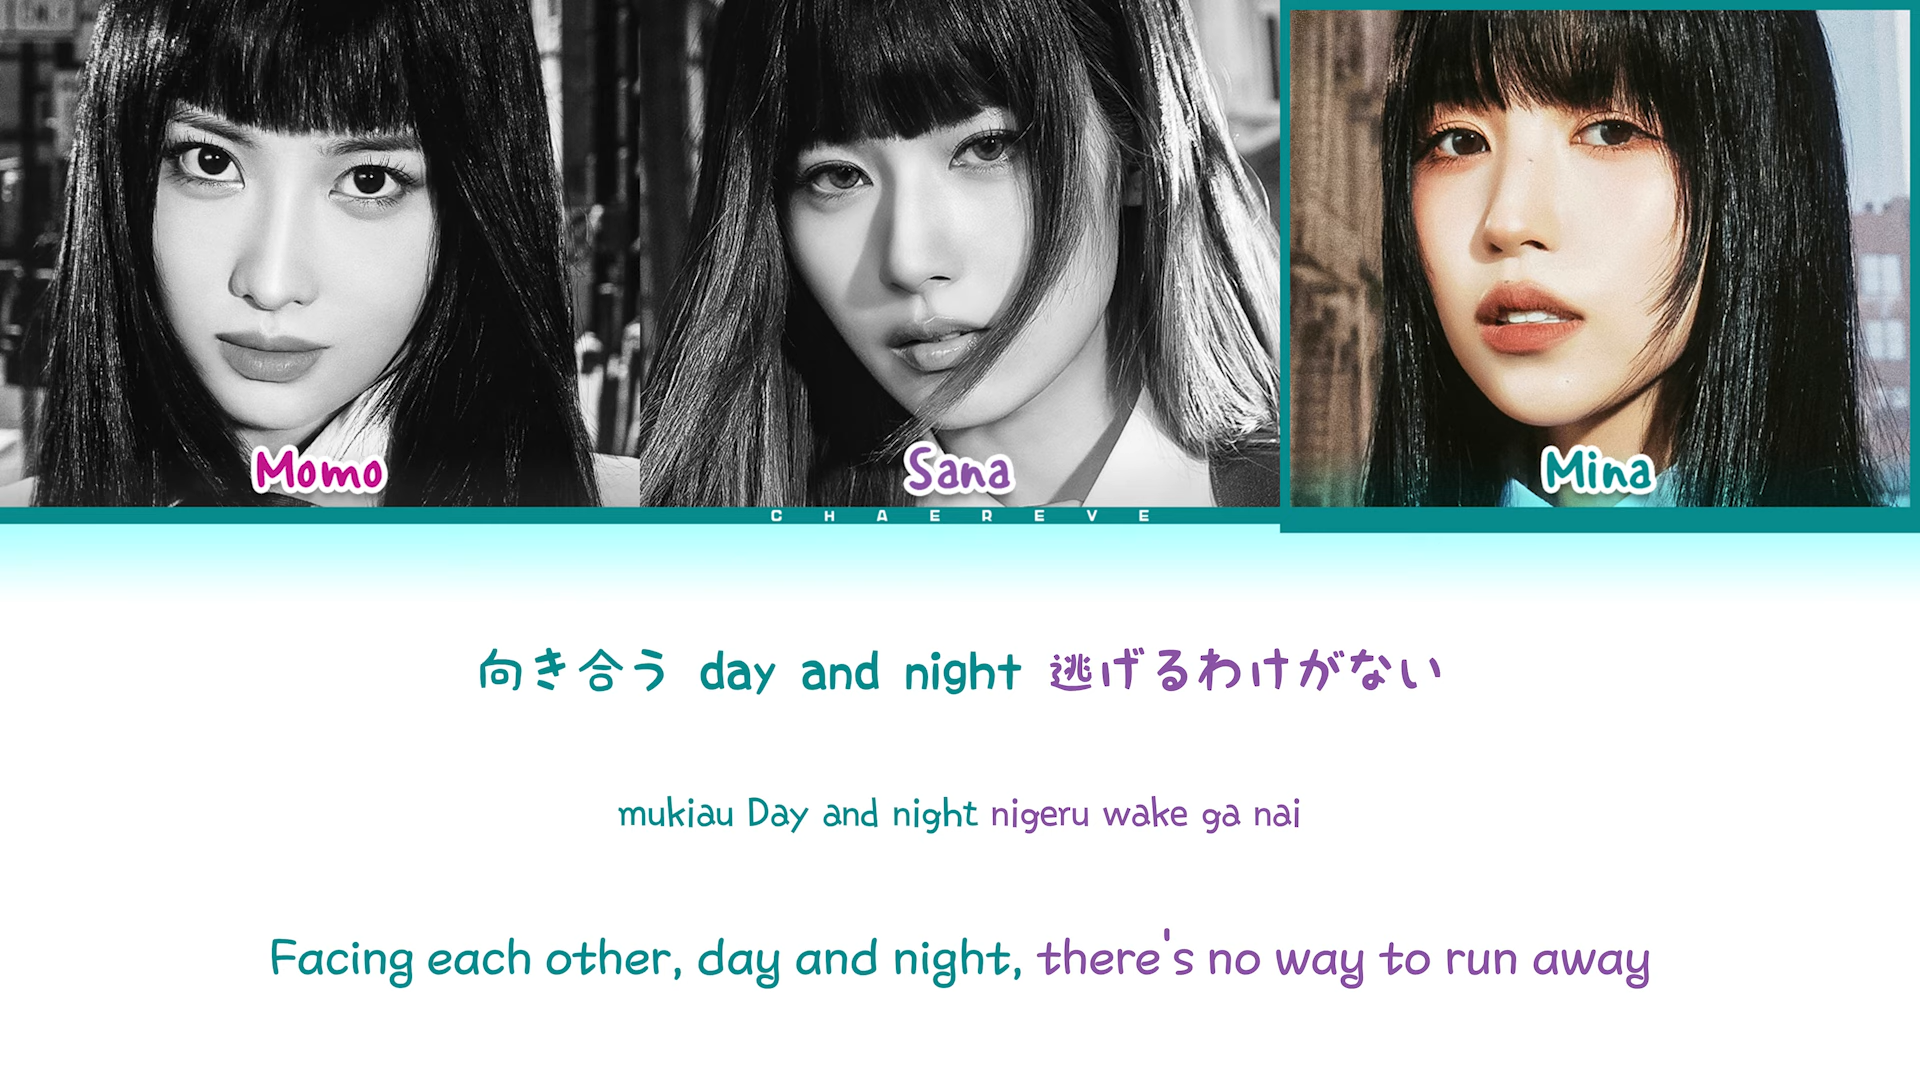 Momo
Sana
Mina
CHAEREVE
向き合う day and night 逃げるわけがない
mukiau Day and night nigeru wake ga nai
Facing each other, day and night, there's no way to run away